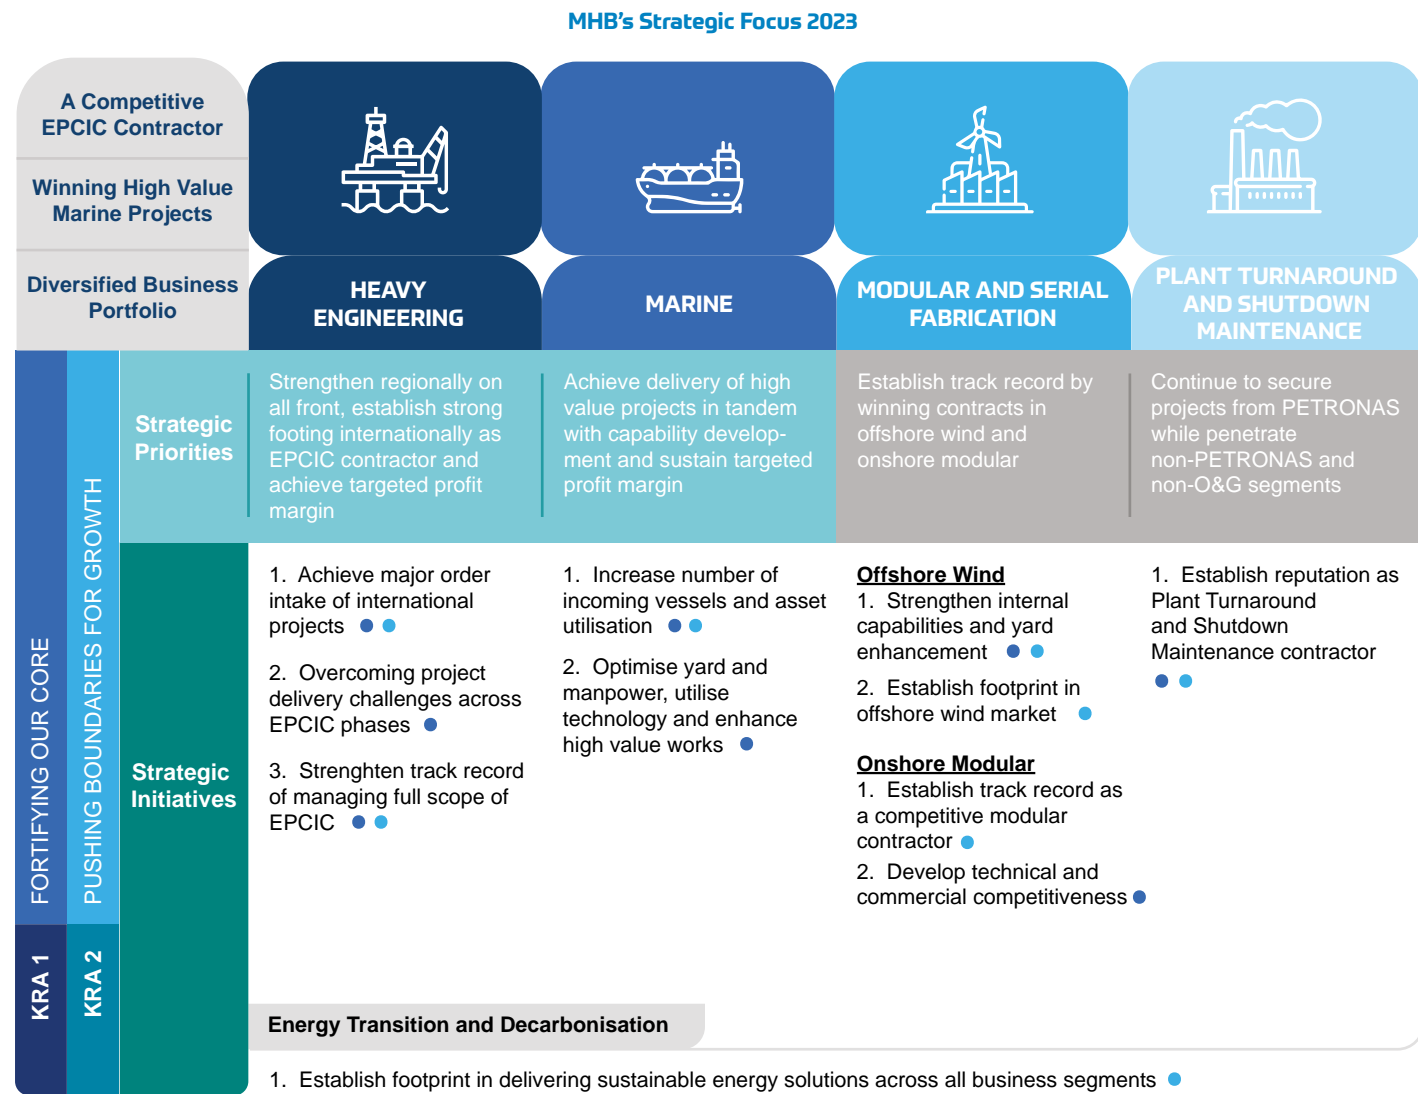 MHB's Strategic Focus 2023
A Competitive
EPCIC Contractor
Winning High Value
Marine Projects
Diversified Business
Portfolio
HEAVY
ENGINEERING
MARINE
MODULAR AND SERIAL
FABRICATION
PLANT TURNAROUND
AND SHUTDOWN
MAINTENANCE
FORTIFYING OUR CORE
KRA 1
PUSHING BOUNDARIES FOR GROWTH
KRA 2
Strategic
Priorities
Strengthen regionally on
all front, establish strong
footing internationally as
EPCIC contractor and
achieve targeted profit
margin
Achieve delivery of high
value projects in tandem
with capability develop-
ment and sustain targeted
profit margin
Establish track record by
winning contracts in
offshore wind and
onshore modular
Continue to secure
projects from PETRONAS
while penetrate
non-PETRONAS and
non-O&G segments
Strategic
Initiatives
1. Achieve major order
intake of international
projects
2. Overcoming project
delivery challenges across
EPCIC phases
3. Strenghten track record
of managing full scope of
EPCIC
1. Increase number of
incoming vessels and asset
utilisation
2. Optimise yard and
manpower, utilise
technology and enhance
high value works
Offshore Wind
1. Strengthen internal
capabilities and yard
enhancement
2. Establish footprint in
offshore wind market
Onshore Modular
1. Establish track record as
a competitive modular
contractor
2. Develop technical and
commercial competitiveness
1. Establish reputation as
Plant Turnaround
and Shutdown
Maintenance contractor
Energy Transition and Decarbonisation
1. Establish footprint in delivering sustainable energy solutions across all business segments